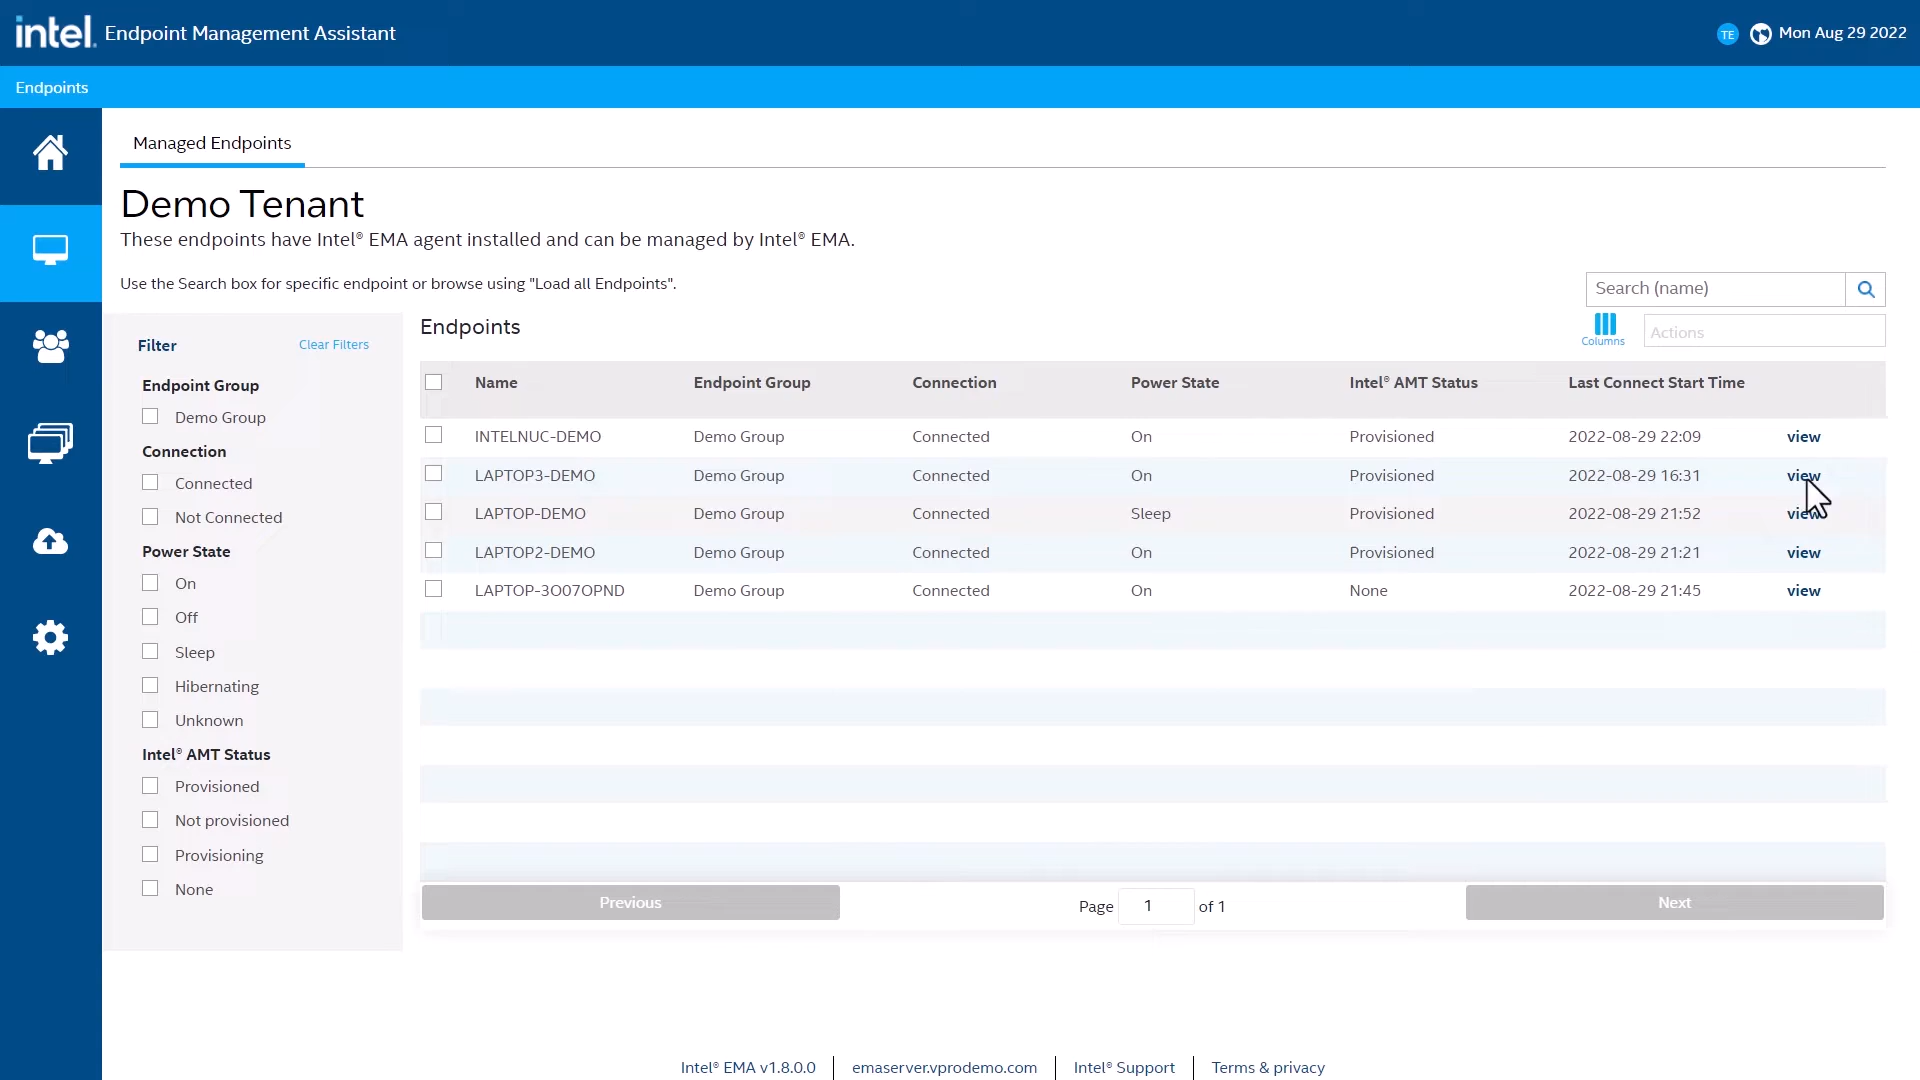 intel. Endpoint Management Assistant
TE Mon Aug 29 2022
Endpoints
Managed Endpoints
Demo Tenant
These endpoints have Intel® EMA agent installed and can be managed by Intel® EMA.
Use the Search box for specific endpoint or browse using "Load all Endpoints".
Search (name)
Filter Clear Filters
Endpoint Group
Demo Group
Connection
Connected
Not Connected
Power State
On
Off
Sleep
Hibernating
Unknown
Intel® AMT Status
Provisioned
Not provisioned
Provisioning
None
Endpoints
Columns
Actions
Name Endpoint Group Connection Power State Intel® AMT Status Last Connect Start Time
INTELNUC-DEMO Demo Group Connected On Provisioned 2022-08-29 22:09 view
LAPTOP3-DEMO Demo Group Connected On Provisioned 2022-08-29 16:31 view
LAPTOP-DEMO Demo Group Connected Sleep Provisioned 2022-08-29 21:52 view
LAPTOP2-DEMO Demo Group Connected On Provisioned 2022-08-29 21:21 view
LAPTOP-3O07OPND Demo Group Connected On None 2022-08-29 21:45 view
Previous Page 1 of 1 Next
Intel® EMA v1.8.0.0 emaserver.vprodemo.com Intel® Support Terms & privacy